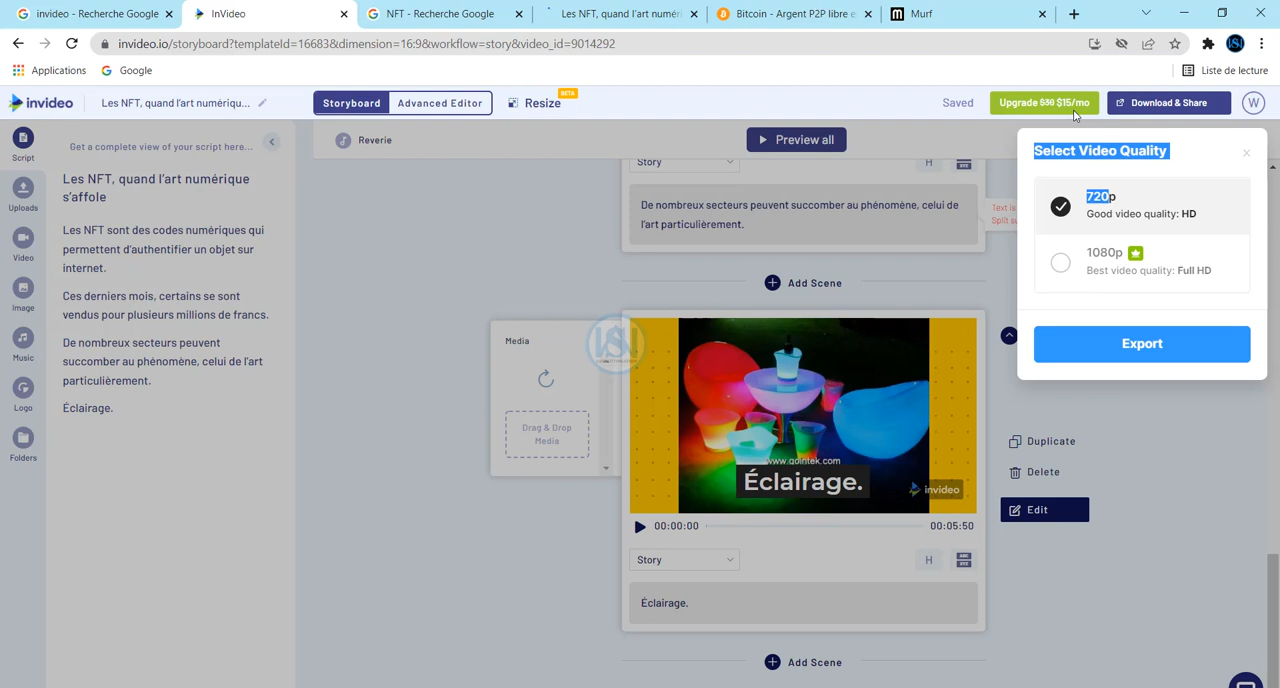 invideo - Recherche Google
InVideo
NFT - Recherche Google
Les NFT, quand l'art numéri
Bitcoin - Argent P2P libre e
Murf
invideo.io/storyboard?templateId=16683&dimension=16:9&workflow=story&video_id=9014292
Applications
Google
Liste de lecture
invideo
Les NFT, quand l'art numériqu...
Storyboard
Advanced Editor
Resize
BETA
Saved
Upgrade $30 $15/mo
Download & Share
W
Script
Uploads
Video
Image
Music
Logo
Folders
Get a complete view of your script here...
Les NFT, quand l'art numérique
s'affole
Les NFT sont des codes numériques qui
permettent d'authentifier un objet sur
internet.
Ces derniers mois, certains se sont
vendus pour plusieurs millions de francs.
De nombreux secteurs peuvent
succomber au phénomène, celui de l'art
particulièrement.
Éclairage.
Reverie
Preview all
Story
H
De nombreux secteurs peuvent succomber au phénomène, celui de
l'art particulièrement.
Text is
Split s
Add Scene
Media
Drag & Drop
Media
www.gointek.com
Éclairage.
invideo
00:00:00
00:05:50
Story
H
ABC
XYZ
Éclairage.
Add Scene
Select Video Quality
720p
Good video quality: HD
1080p
Best video quality: Full HD
Export
Duplicate
Delete
Edit